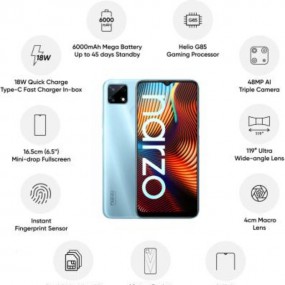 6000
mAh
6000mAh Mega Battery
Up to 45 days Standby
G85
Helio G85
Gaming Processor
18W
18W Quick Charge
Type-C Fast Charger In-box
48MP AI
Triple Camera
narzo
16.5cm (6.5")
Mini-drop Fullscreen
119°
119° Ultra
Wide-angle Lens
Instant
Fingerprint Sensor
4cm Macro
Lens